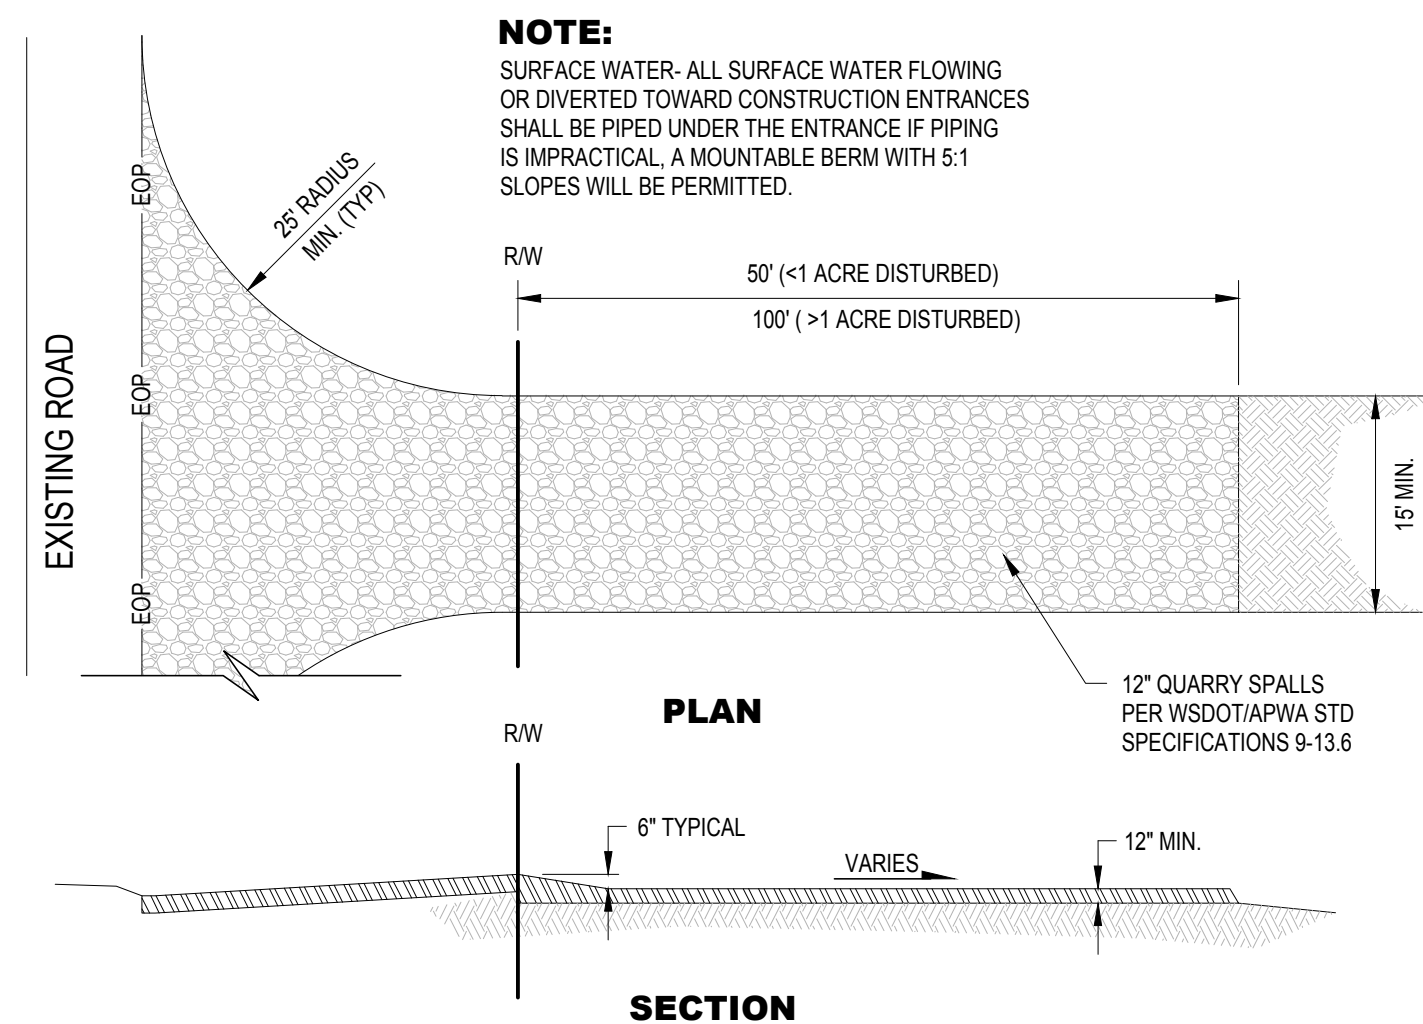 NOTE:
SURFACE WATER- ALL SURFACE WATER FLOWING
OR DIVERTED TOWARD CONSTRUCTION ENTRANCES
SHALL BE PIPED UNDER THE ENTRANCE IF PIPING
IS IMPRACTICAL, A MOUNTABLE BERM WITH 5:1
SLOPES WILL BE PERMITTED.
EOP
25' RADIUS
MIN. (TYP)
R/W
50' (<1 ACRE DISTURBED)
100' ( >1 ACRE DISTURBED)
EXISTING ROAD
EOP
15' MIN.
EOP
12" QUARRY SPALLS
PER WSDOT/APWA STD
SPECIFICATIONS 9-13.6
PLAN
R/W
6" TYPICAL
VARIES
12" MIN.
SECTION